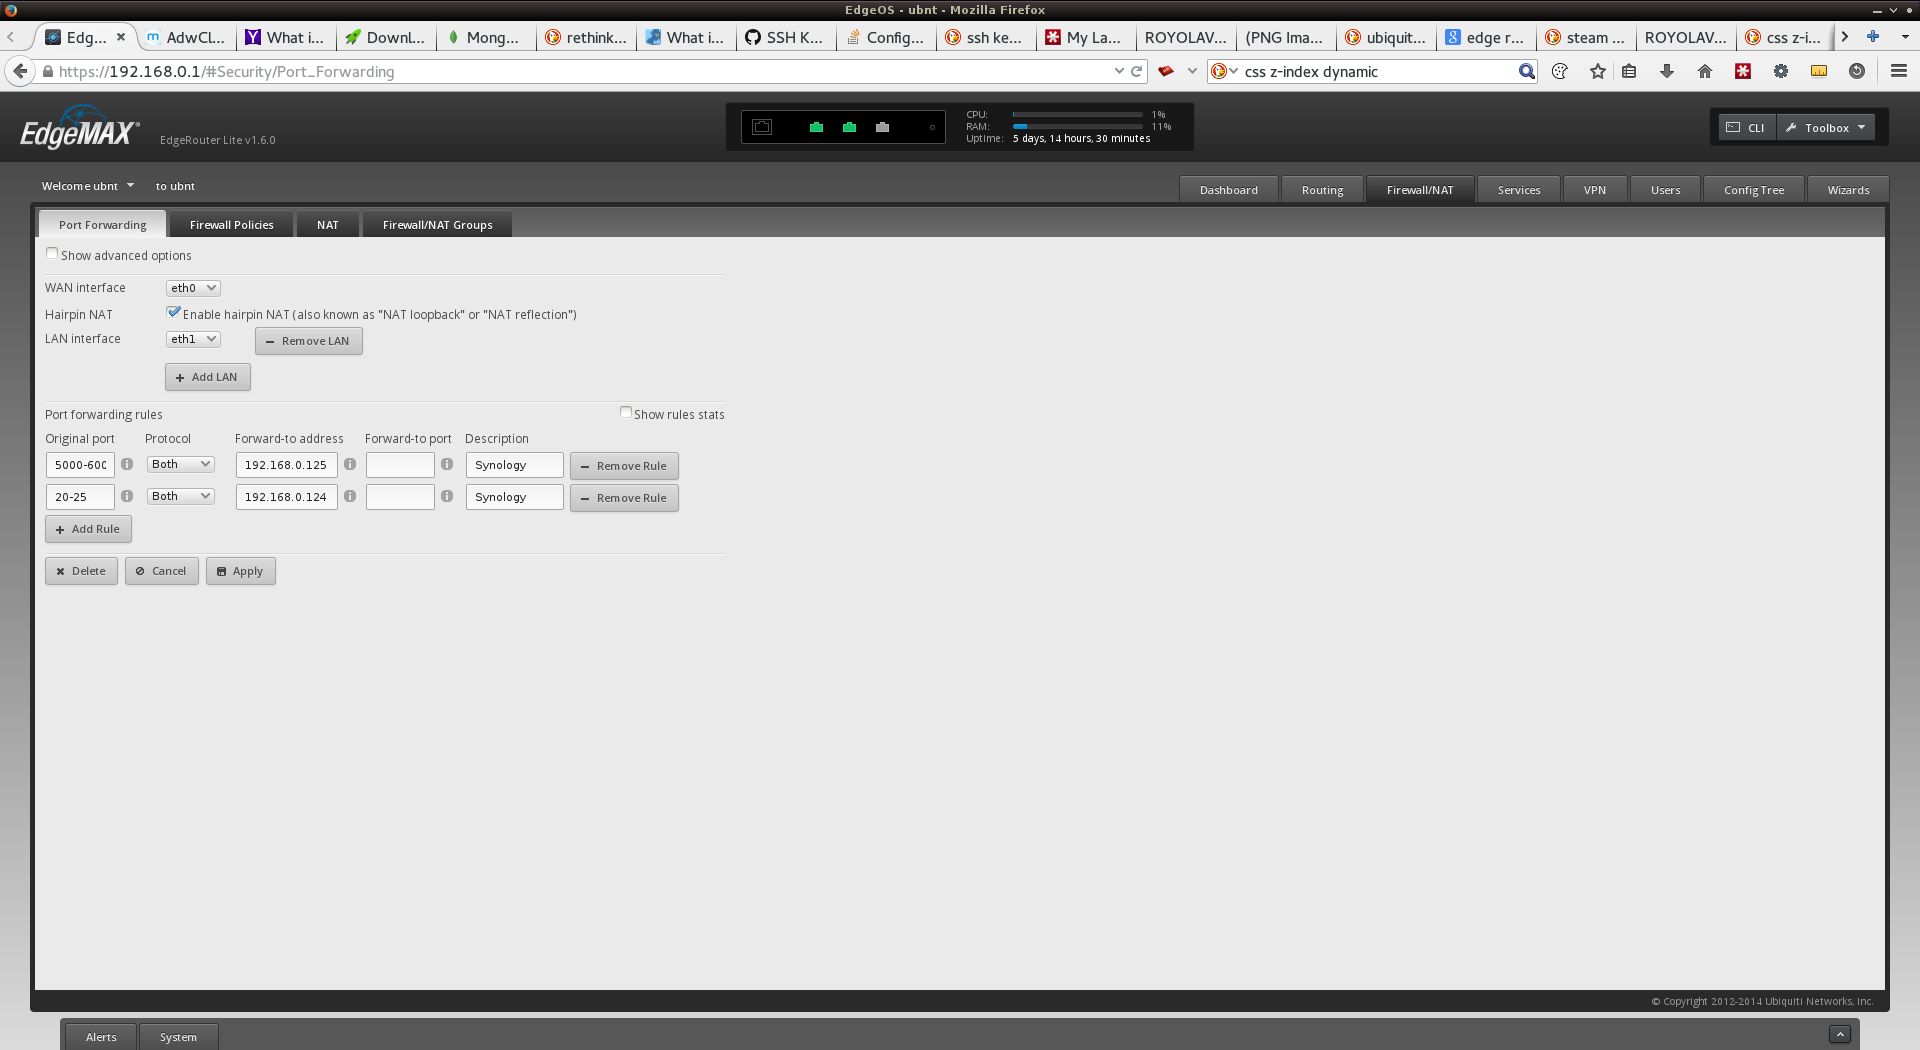 EdgeOS - ubnt - Mozilla Firefox
Edg... AdwCl... What i... Downl... Mong... rethink... What i... SSH K... Config... ssh ke... My La... ROYOLAV... (PNG Ima... ubiquit... edge r... steam ... ROYOLAV... css z-i...
https://192.168.0.1/#Security/Port_Forwarding css z-index dynamic
EdgeMAX® EdgeRouter Lite v1.6.0
CPU: 1%
RAM: 11%
Uptime: 5 days, 14 hours, 30 minutes
CLI Toolbox
Welcome ubnt to ubnt
Dashboard Routing Firewall/NAT Services VPN Users Config Tree Wizards
Port Forwarding Firewall Policies NAT Firewall/NAT Groups
Show advanced options
WAN interface eth0
Hairpin NAT Enable hairpin NAT (also known as "NAT loopback" or "NAT reflection")
LAN interface eth1 Remove LAN
Add LAN
Port forwarding rules Show rules stats
Original port Protocol Forward-to address Forward-to port Description
5000-600 Both 192.168.0.125 Synology Remove Rule
20-25 Both 192.168.0.124 Synology Remove Rule
Add Rule
Delete Cancel Apply
© Copyright 2012-2014 Ubiquiti Networks, Inc.
Alerts System